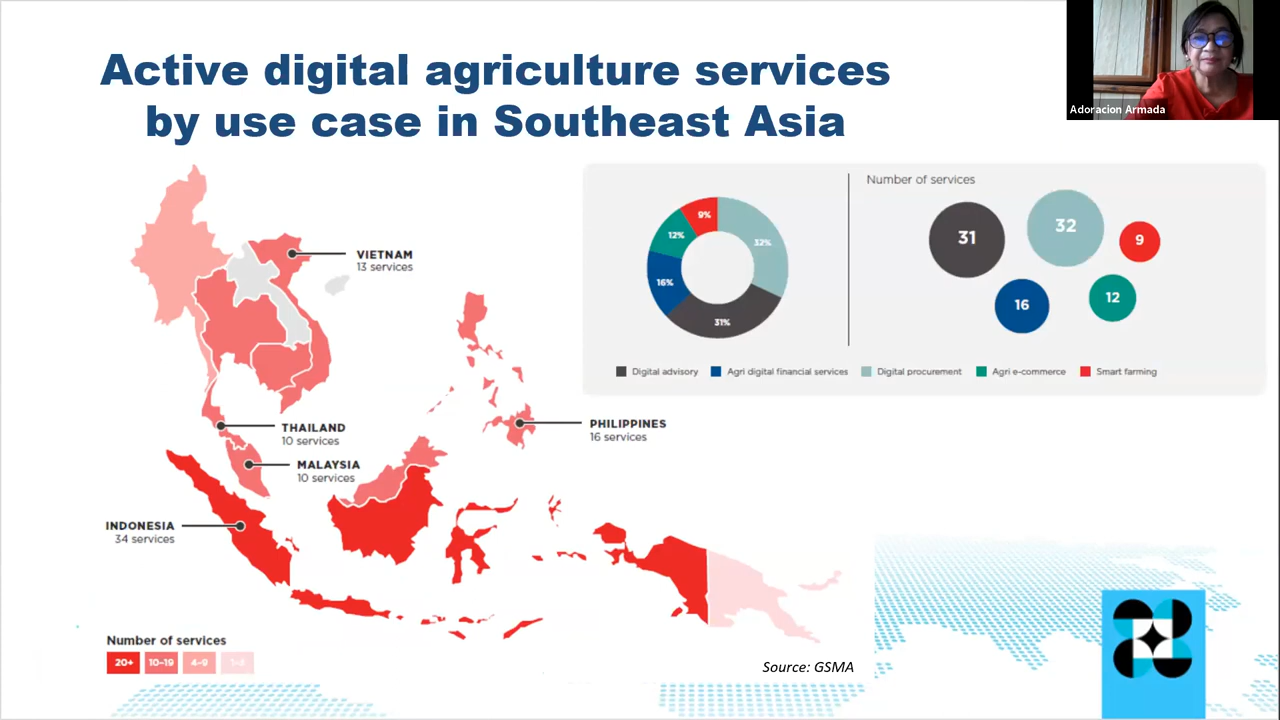 Active digital agriculture services
by use case in Southeast Asia
Adoracion Armada
VIETNAM
13 services
THAILAND
10 services
MALAYSIA
10 services
INDONESIA
34 services
PHILIPPINES
16 services
Number of services
20+ 10-19 4-9 1-3
9%
12%
32%
16%
31%
Number of services
31
32
9
16
12
Digital advisory
Agri digital financial services
Digital procurement
Agri e-commerce
Smart farming
Source: GSMA